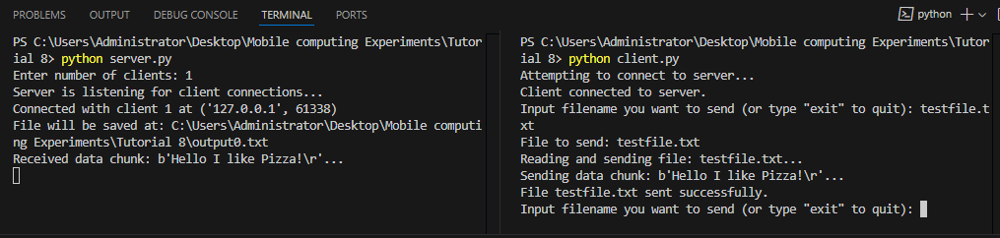 PROBLEMS OUTPUT DEBUG CONSOLE TERMINAL PORTS
python
PS C:\Users\Administrator\Desktop\Mobile computing Experiments\Tutor
ial 8> python server.py
Enter number of clients: 1
Server is listening for client connections...
Connected with client 1 at ('127.0.0.1', 61338)
File will be saved at: C:\Users\Administrator\Desktop\Mobile computi
ng Experiments\Tutorial 8\output0.txt
Received data chunk: b'Hello I like Pizza!\r'...
PS C:\Users\Administrator\Desktop\Mobile computing Experiments\Tutor
ial 8> python client.py
Attempting to connect to server...
Client connected to server.
Input filename you want to send (or type "exit" to quit): testfile.t
xt
File to send: testfile.txt
Reading and sending file: testfile.txt...
Sending data chunk: b'Hello I like Pizza!\r'...
File testfile.txt sent successfully.
Input filename you want to send (or type "exit" to quit):